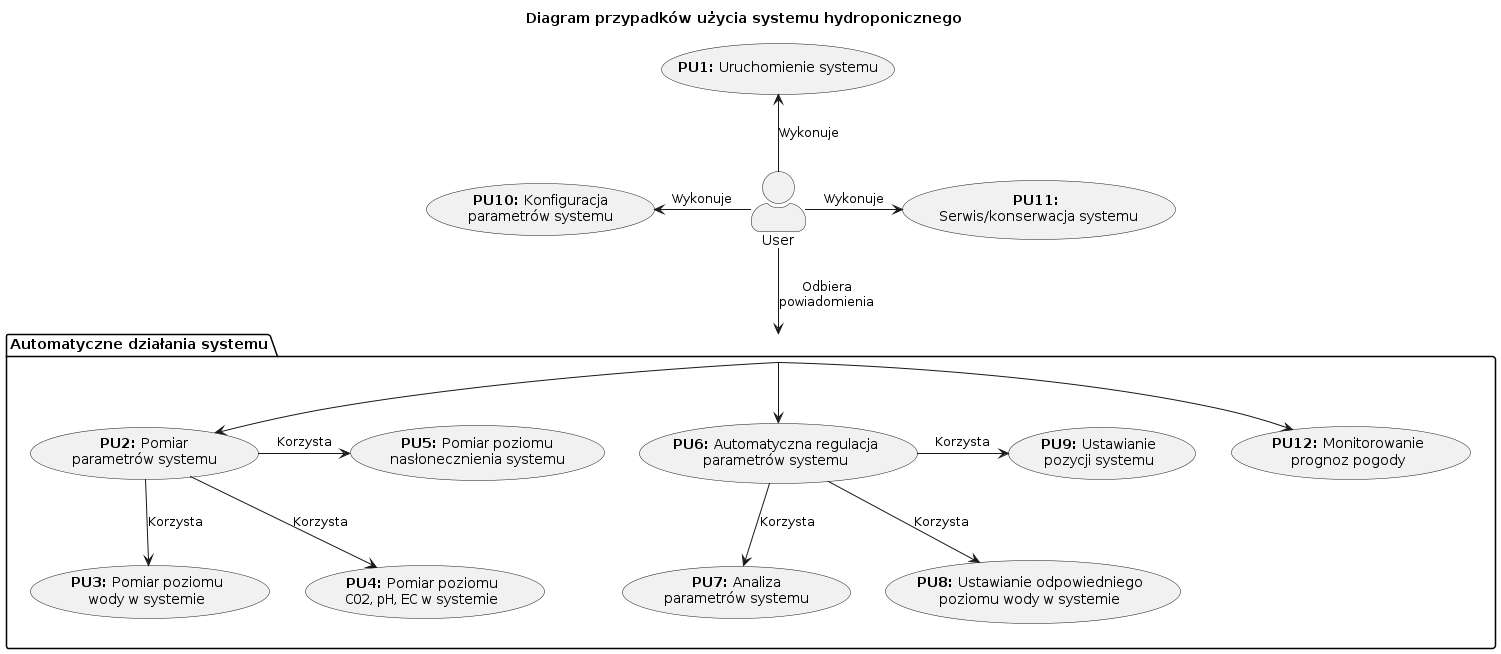 Diagram przypadków użycia systemu hydroponicznego
PU1: Uruchomienie systemu
Wykonuje
PU10: Konfiguracja
parametrów systemu
Wykonuje
Wykonuje
PU11:
Serwis/konserwacja systemu
User
Odbiera
powiadomienia
Automatyczne działania systemu
PU2: Pomiar
parametrów systemu
Korzysta
PU5: Pomiar poziomu
nasłonecznienia systemu
PU6: Automatyczna regulacja
parametrów systemu
Korzysta
PU9: Ustawianie
pozycji systemu
PU12: Monitorowanie
prognoz pogody
Korzysta
Korzysta
Korzysta
Korzysta
PU3: Pomiar poziomu
wody w systemie
PU4: Pomiar poziomu
C02, pH, EC w systemie
PU7: Analiza
parametrów systemu
PU8: Ustawianie odpowiedniego
poziomu wody w systemie